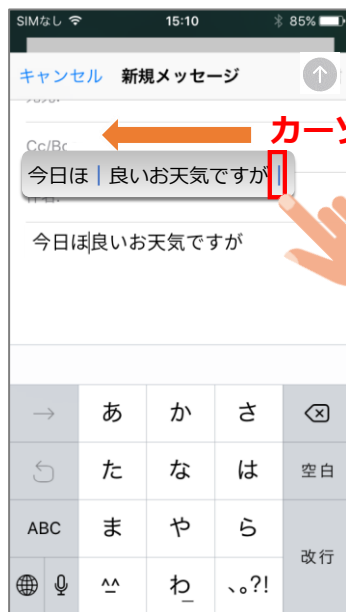 SIMなし 15:10 85%
キャンセル 新規メッセージ
カーソ
Cc/Bc
今日ほ|良いお天気ですが|
件名:
今日ほ|良いお天気ですが
→ あ か さ
た な は 空白
ABC ま や ら
改行
^^ わ_ 、。?!